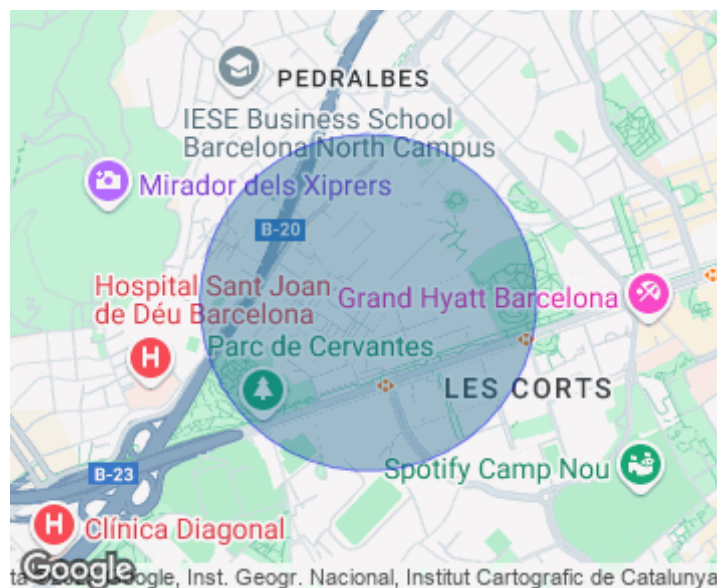 PEDRALBES
IESE Business School
Barcelona North Campus
Mirador dels Xiprers
B-20
Hospital Sant Joan
de Déu Barcelona
Grand Hyatt Barcelona
Parc de Cervantes
LES CORTS
B-23
Spotify Camp Nou
Clínica Diagonal
Google
Google, Inst. Geogr. Nacional, Institut Cartogràfic de Catalunya